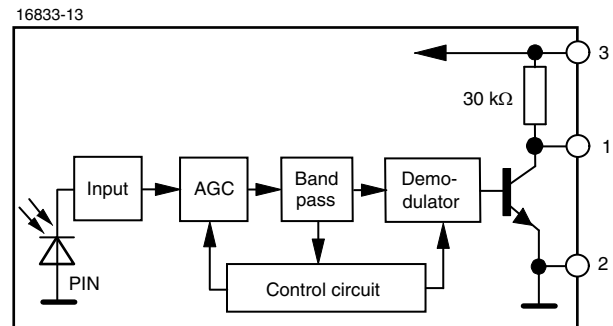 16833-13
3
30 kΩ
1
Input
AGC
Band
pass
Demo-
dulator
2
PIN
Control circuit